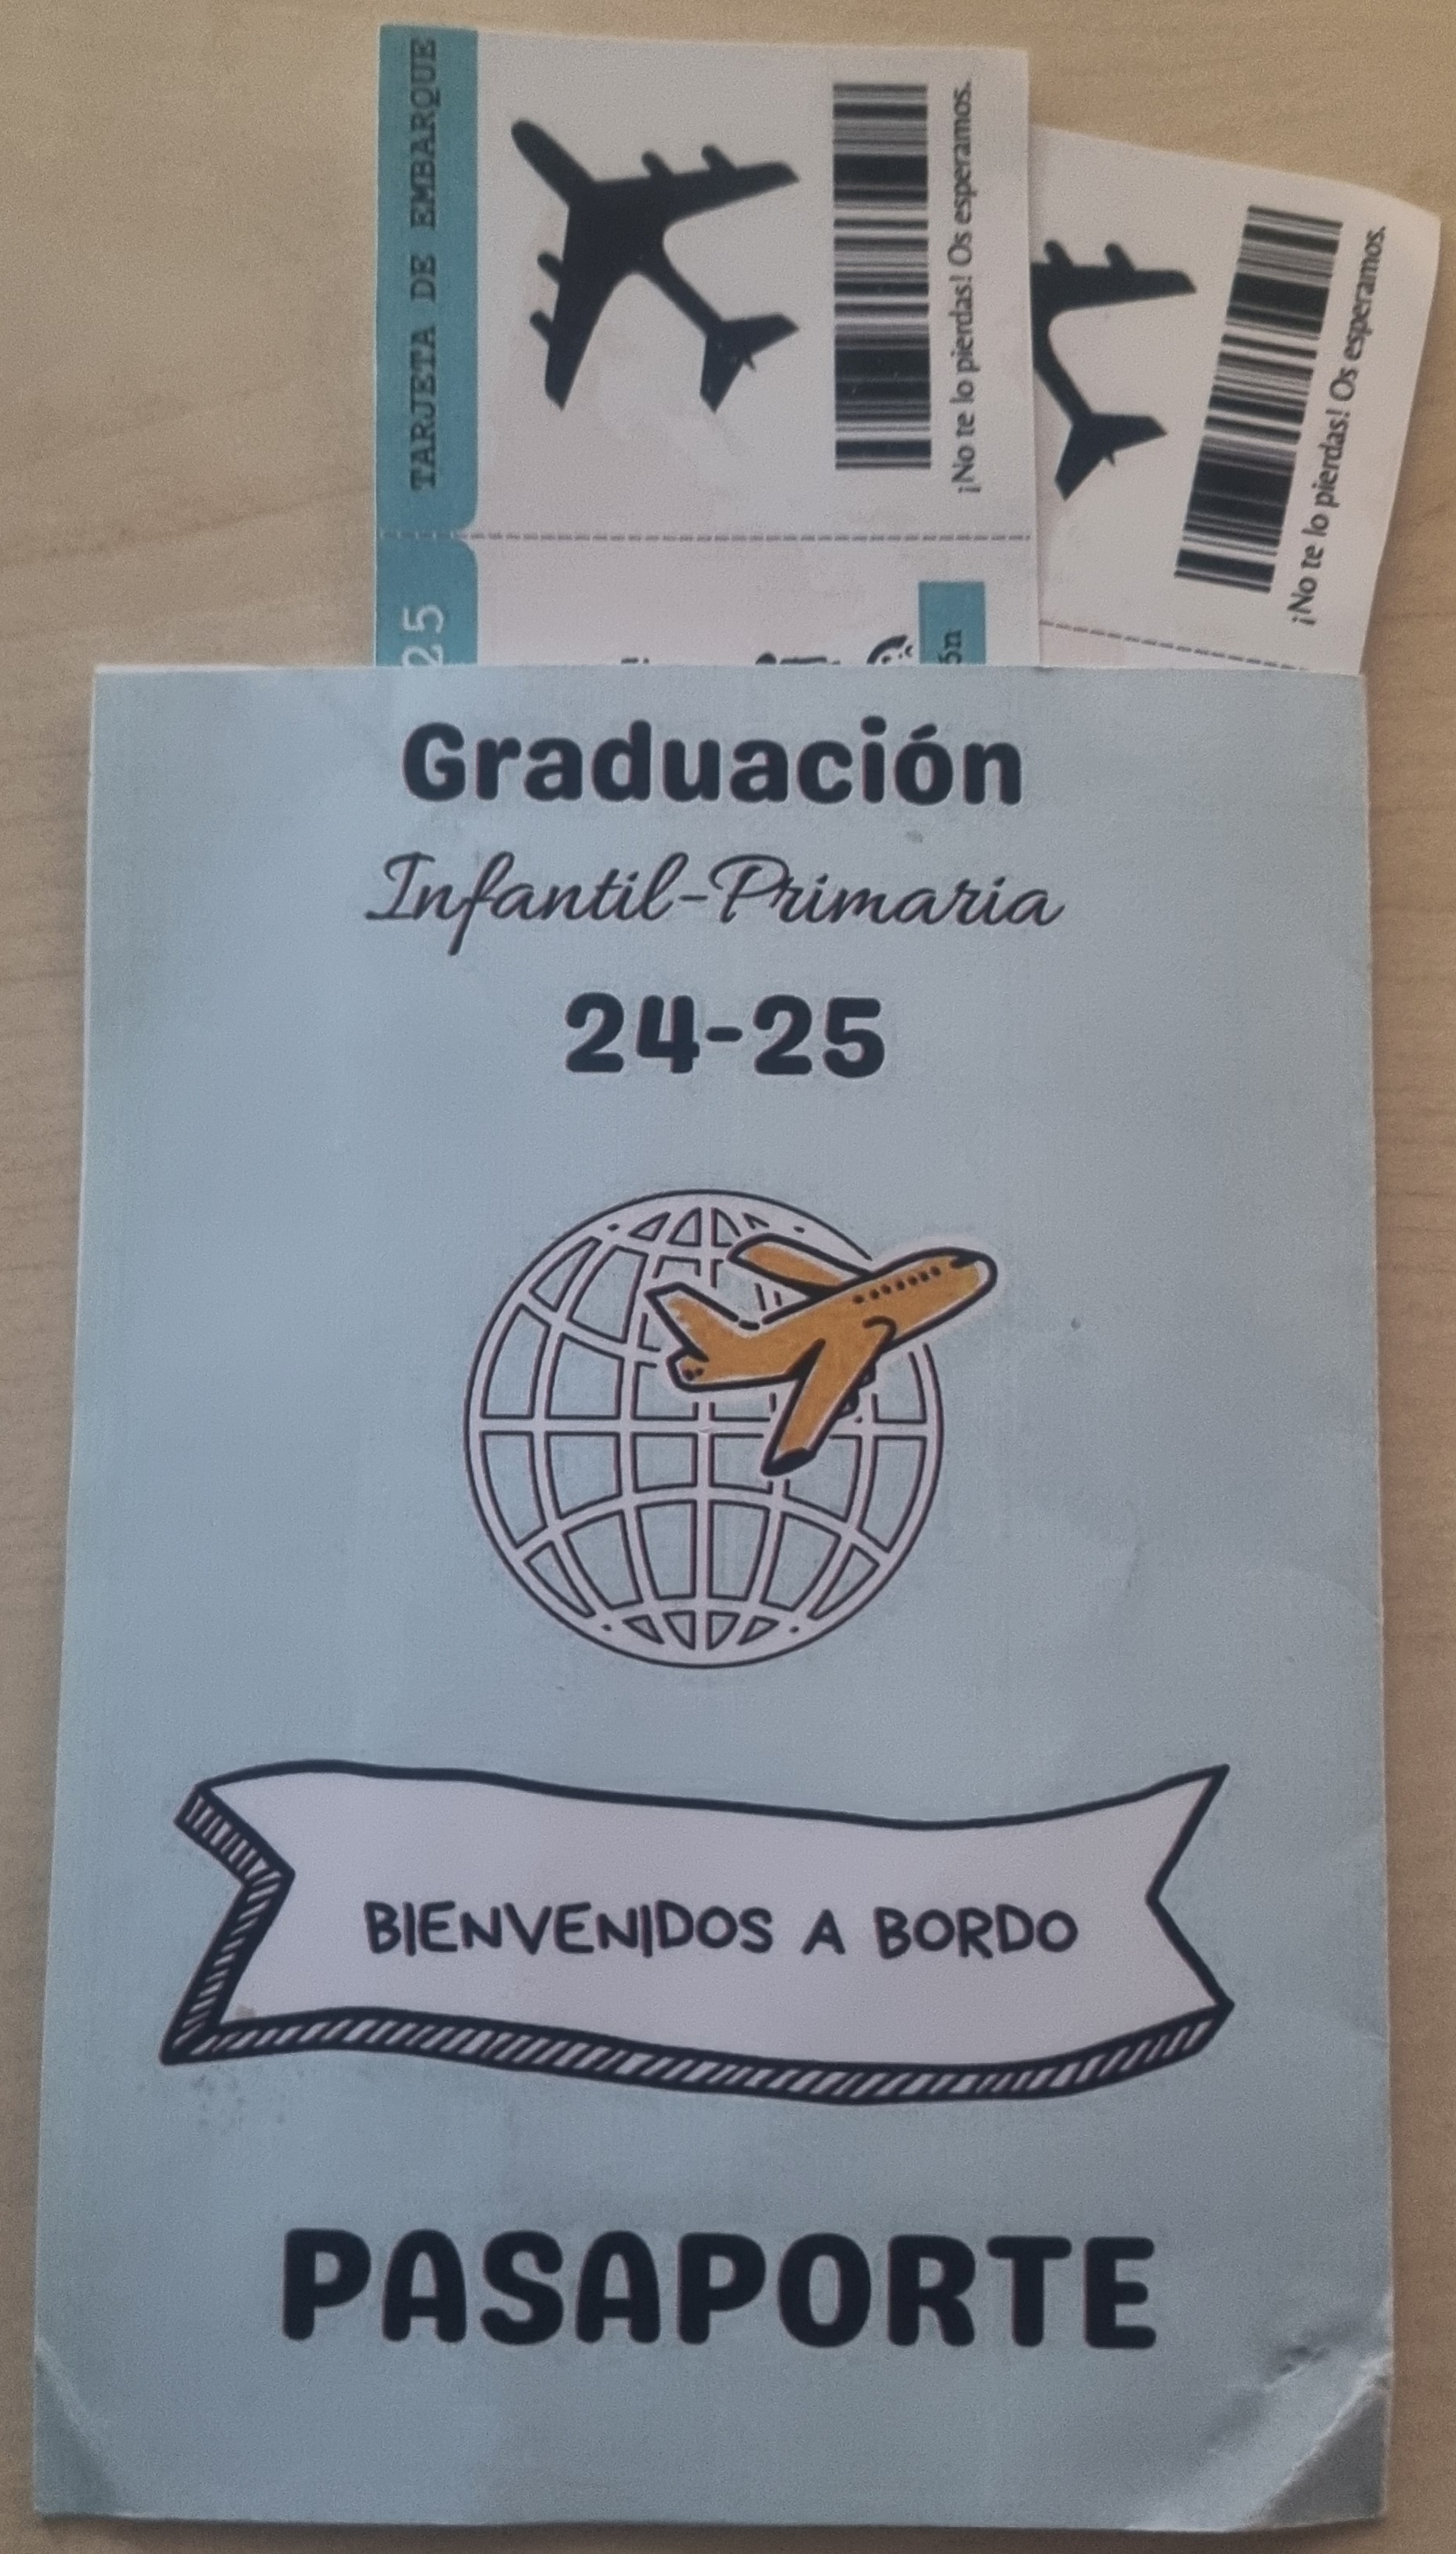 TARJETA DE EMBARQUE
25
¡No te lo pierdas! Os esperamos.
¡No te lo pierdas! Os esperamos.
Graduación
Infantil-Primaria
24-25
BIENVENIDOS A BORDO
PASAPORTE